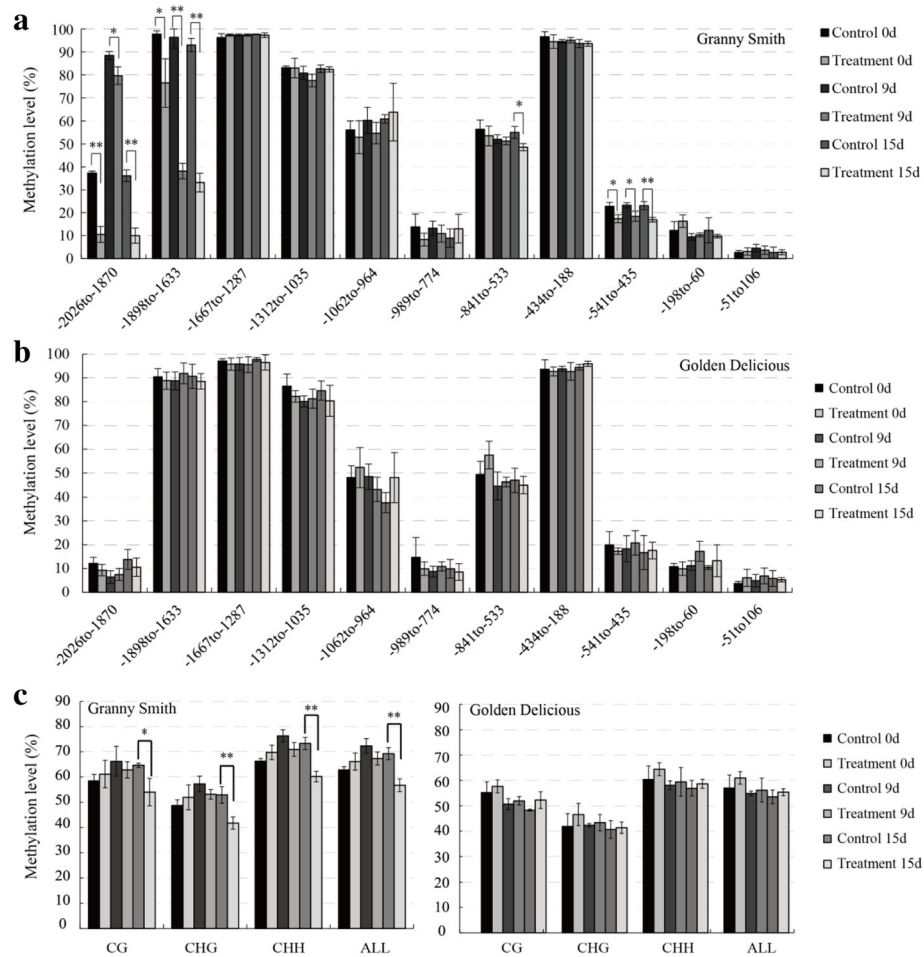 a
Granny Smith
Methylation level (%)
100
90
80
70
60
50
40
30
20
10
0
* ** * ** * ** ** **
*
* * **
-2026to-1870
-1898to-1633
-1667to-1287
-1312to-1035
-1062to-964
-989to-774
-841to-533
-434to-188
-541to-435
-198to-60
-51to106
Control 0d
Treatment 0d
Control 9d
Treatment 9d
Control 15d
Treatment 15d
b
Golden Delicious
Methylation level (%)
100
90
80
70
60
50
40
30
20
10
0
-2026to-1870
-1898to-1633
-1667to-1287
-1312to-1035
-1062to-964
-989to-774
-841to-533
-434to-188
-541to-435
-198to-60
-51to106
Control 0d
Treatment 0d
Control 9d
Treatment 9d
Control 15d
Treatment 15d
c
Granny Smith
Methylation level (%)
90
80
70
60
50
40
30
20
10
0
*
**
**
**
CG
CHG
CHH
ALL
Golden Delicious
90
80
70
60
50
40
30
20
10
0
CG
CHG
CHH
ALL
Control 0d
Treatment 0d
Control 9d
Treatment 9d
Control 15d
Treatment 15d